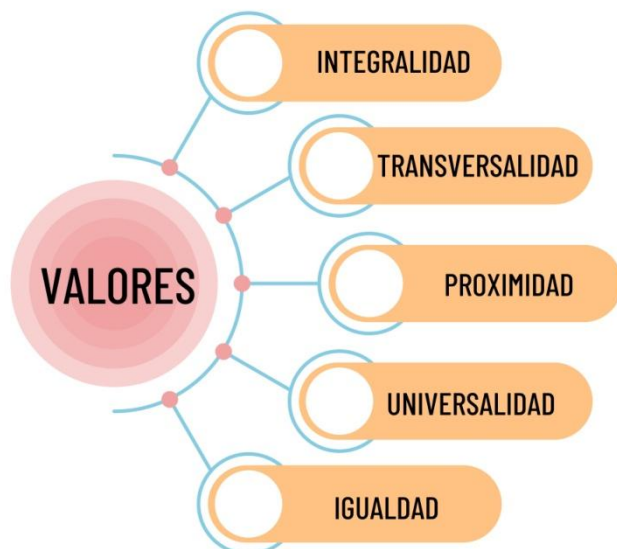 INTEGRALIDAD
TRANSVERSALIDAD
VALORES
PROXIMIDAD
UNIVERSALIDAD
IGUALDAD